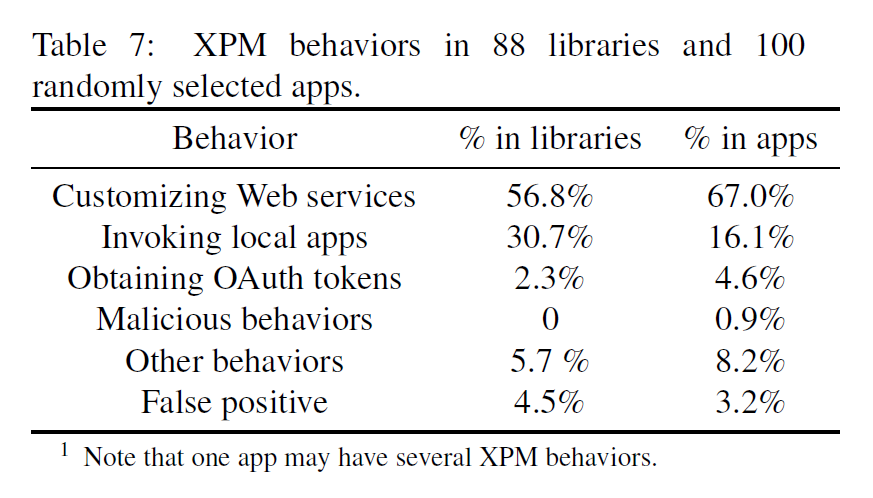 Table 7: XPM behaviors in 88 libraries and 100
randomly selected apps.
Behavior % in libraries % in apps
Customizing Web services 56.8% 67.0%
Invoking local apps 30.7% 16.1%
Obtaining OAuth tokens 2.3% 4.6%
Malicious behaviors 0 0.9%
Other behaviors 5.7 % 8.2%
False positive 4.5% 3.2%
1 Note that one app may have several XPM behaviors.